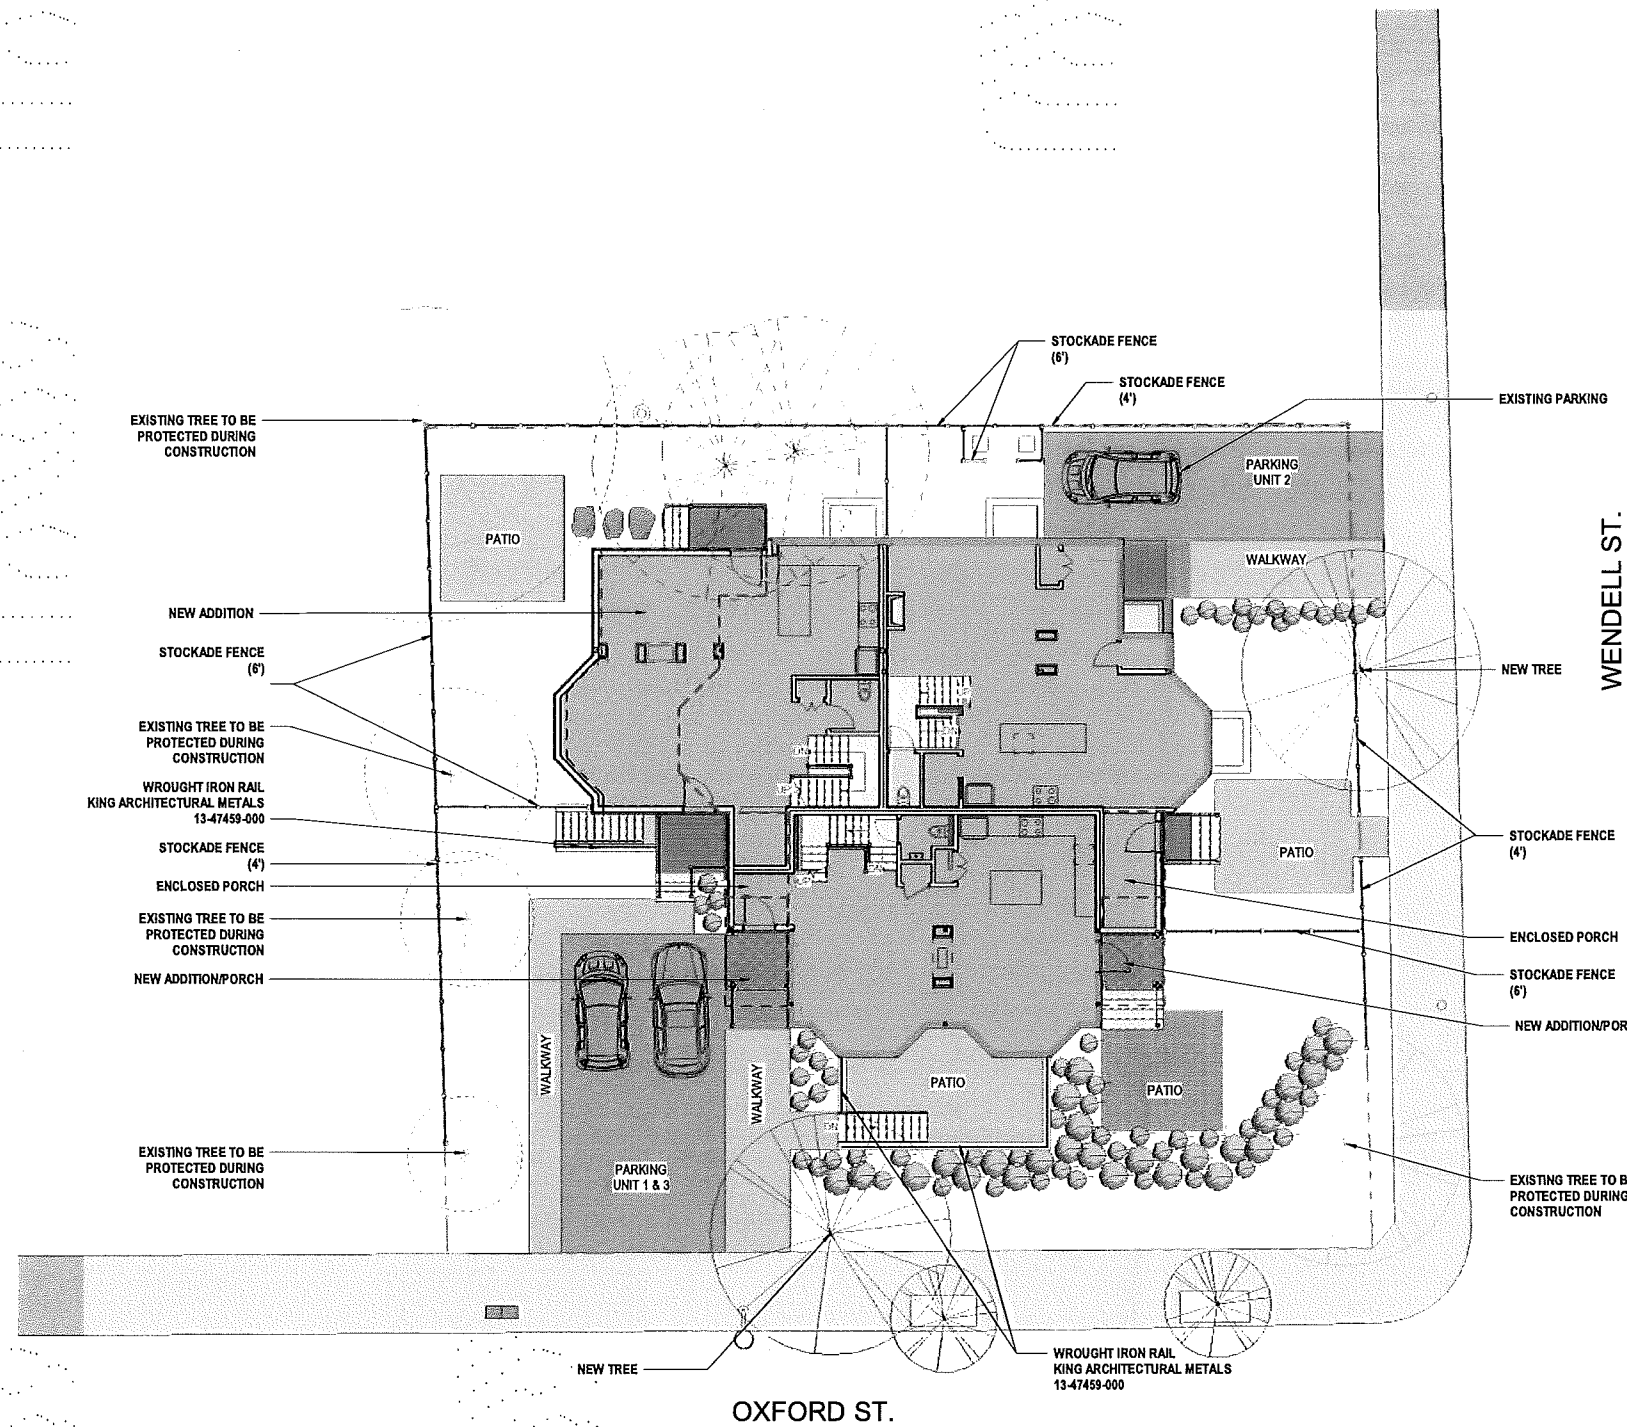 STOCKADE FENCE
(6')
STOCKADE FENCE
(4')
EXISTING PARKING
EXISTING TREE TO BE
PROTECTED DURING
CONSTRUCTION
PARKING
UNIT 2
PATIO
WALKWAY
WENDELL ST.
NEW ADDITION
STOCKADE FENCE
(6')
NEW TREE
EXISTING TREE TO BE
PROTECTED DURING
CONSTRUCTION
WROUGHT IRON RAIL
KING ARCHITECTURAL METALS
13-47459-000
STOCKADE FENCE
(4')
STOCKADE FENCE
(4')
PATIO
ENCLOSED PORCH
EXISTING TREE TO BE
PROTECTED DURING
CONSTRUCTION
ENCLOSED PORCH
NEW ADDITION/PORCH
STOCKADE FENCE
(6')
NEW ADDITION/POR
WALKWAY
WALKWAY
PATIO
PATIO
DN
EXISTING TREE TO BE
PROTECTED DURING
CONSTRUCTION
PARKING
UNIT 1 & 3
EXISTING TREE TO B
PROTECTED DURING
CONSTRUCTION
NEW TREE
WROUGHT IRON RAIL
KING ARCHITECTURAL METALS
13-47459-000
OXFORD ST.